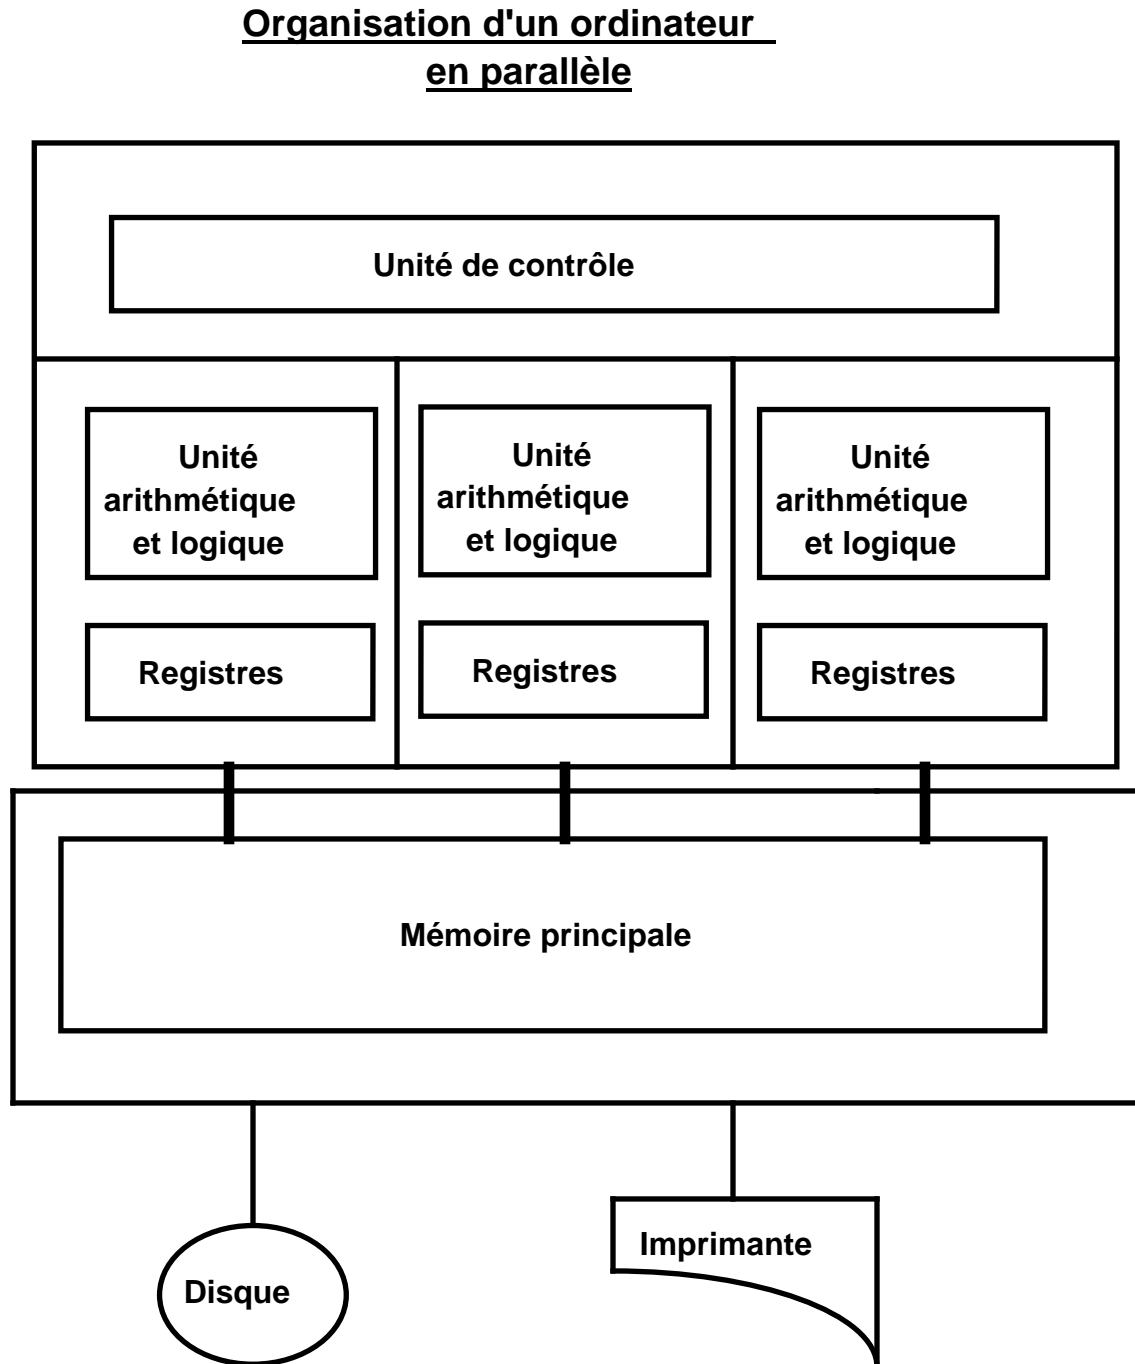 Organisation d'un ordinateur
en parallèle
Unité de contrôle
Unité
arithmétique
et logique
Unité
arithmétique
et logique
Unité
arithmétique
et logique
Registres
Registres
Registres
Mémoire principale
Imprimante
Disque